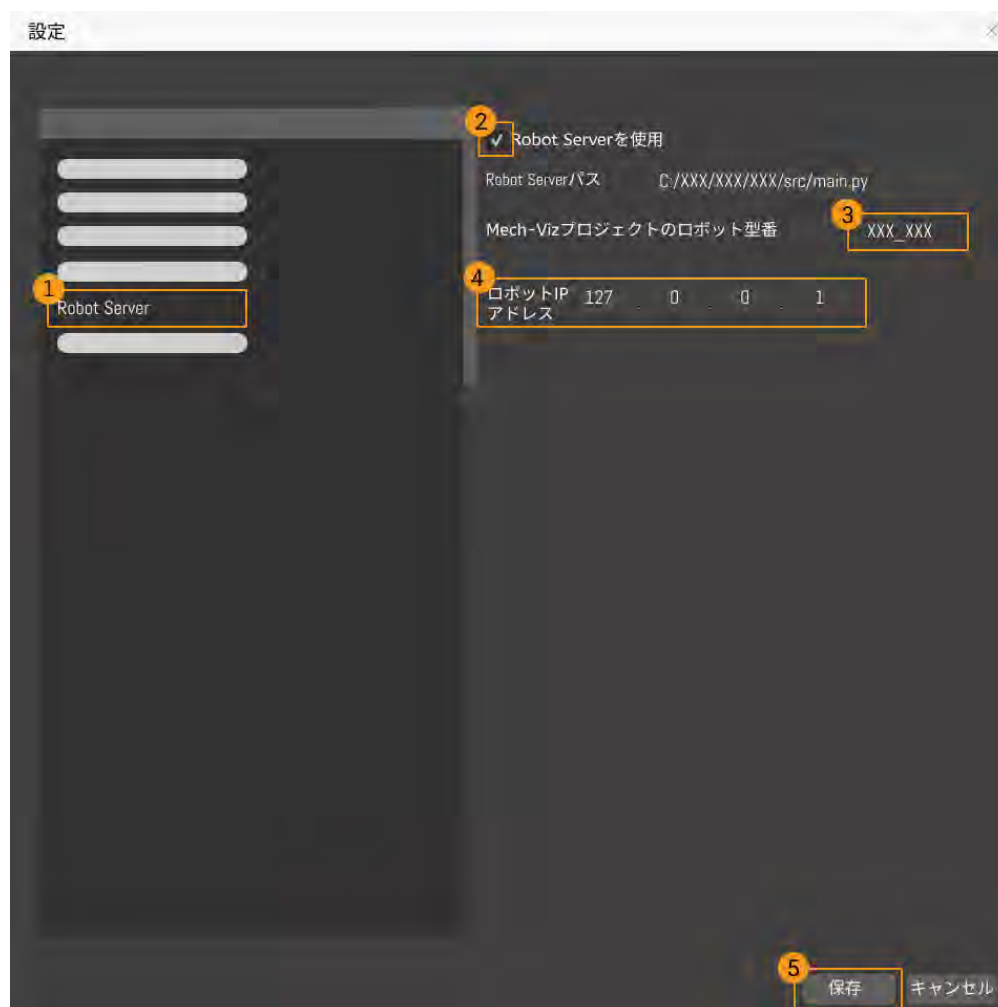 設定
2
Robot Serverを使用
Robot Serverパス C:/XXX/XXX/XXX/src/main.py
3
Mech-Vizプロジェクトのロボット型番 XXX_XXX
1
Robot Server
4
ロボットIP 127 . 0 . 0 . 1
アドレス
5
保存 キャンセル